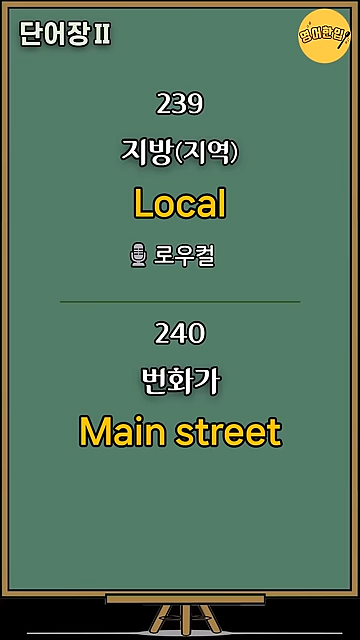 단어장Ⅱ
영어한입
239
지방(지역)
Local
로우컬
240
번화가
Main street